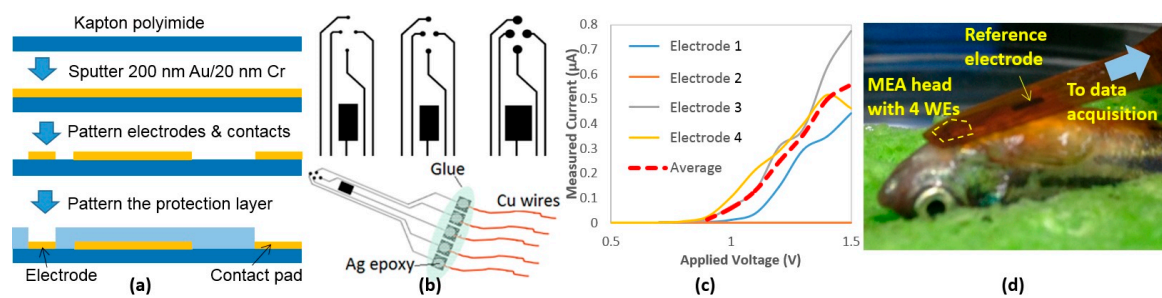 Kapton polyimide
Sputter 200 nm Au/20 nm Cr
Pattern electrodes & contacts
Pattern the protection layer
Electrode
Contact pad
(a)
Glue
Cu wires
Ag epoxy
(b)
Measured Current (µA)
0.8
0.7
0.6
0.5
0.4
0.3
0.2
0.1
0
0.5
1
1.5
Applied Voltage (V)
Electrode 1
Electrode 2
Electrode 3
Electrode 4
Average
(c)
Reference
electrode
MEA head
with 4 WEs
To data
acquisition
(d)